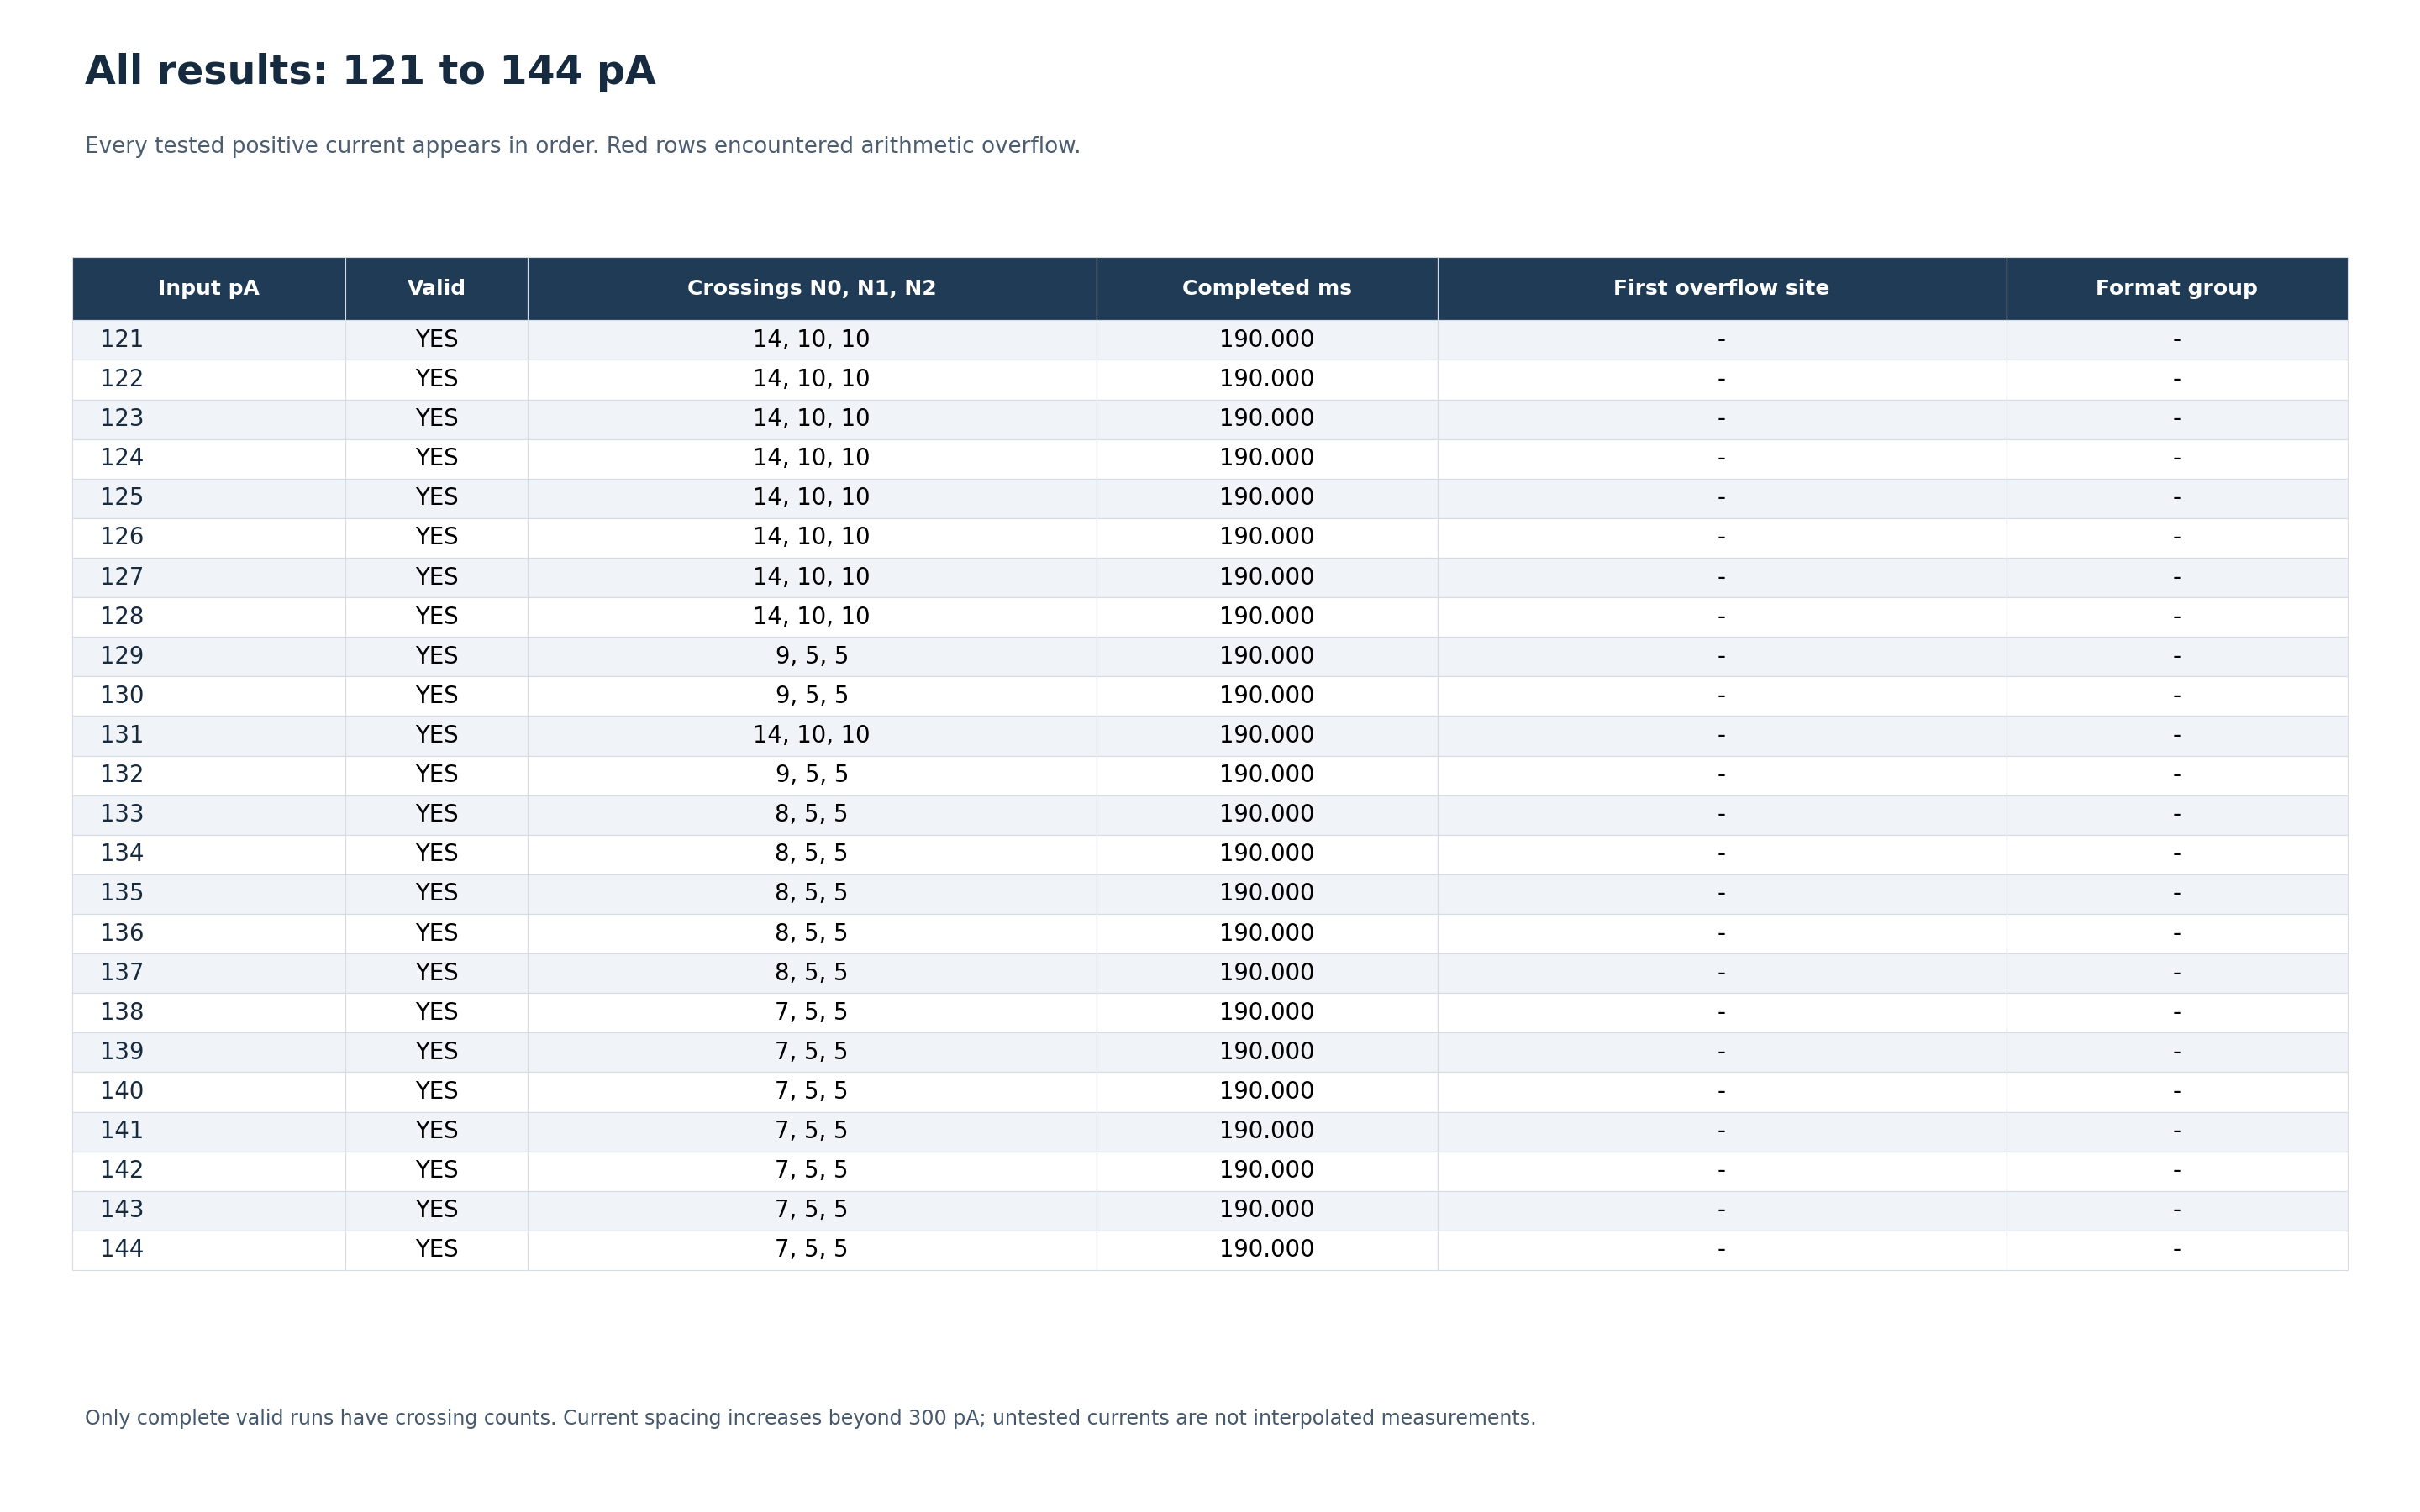 All results: 121 to 144 pA
Every tested positive current appears in order. Red rows encountered arithmetic overflow.
Input pA Valid Crossings N0, N1, N2 Completed ms First overflow site Format group
121 YES 14, 10, 10 190.000 - -
122 YES 14, 10, 10 190.000 - -
123 YES 14, 10, 10 190.000 - -
124 YES 14, 10, 10 190.000 - -
125 YES 14, 10, 10 190.000 - -
126 YES 14, 10, 10 190.000 - -
127 YES 14, 10, 10 190.000 - -
128 YES 14, 10, 10 190.000 - -
129 YES 9, 5, 5 190.000 - -
130 YES 9, 5, 5 190.000 - -
131 YES 14, 10, 10 190.000 - -
132 YES 9, 5, 5 190.000 - -
133 YES 8, 5, 5 190.000 - -
134 YES 8, 5, 5 190.000 - -
135 YES 8, 5, 5 190.000 - -
136 YES 8, 5, 5 190.000 - -
137 YES 8, 5, 5 190.000 - -
138 YES 7, 5, 5 190.000 - -
139 YES 7, 5, 5 190.000 - -
140 YES 7, 5, 5 190.000 - -
141 YES 7, 5, 5 190.000 - -
142 YES 7, 5, 5 190.000 - -
143 YES 7, 5, 5 190.000 - -
144 YES 7, 5, 5 190.000 - -
Only complete valid runs have crossing counts. Current spacing increases beyond 300 pA; untested currents are not interpolated measurements.